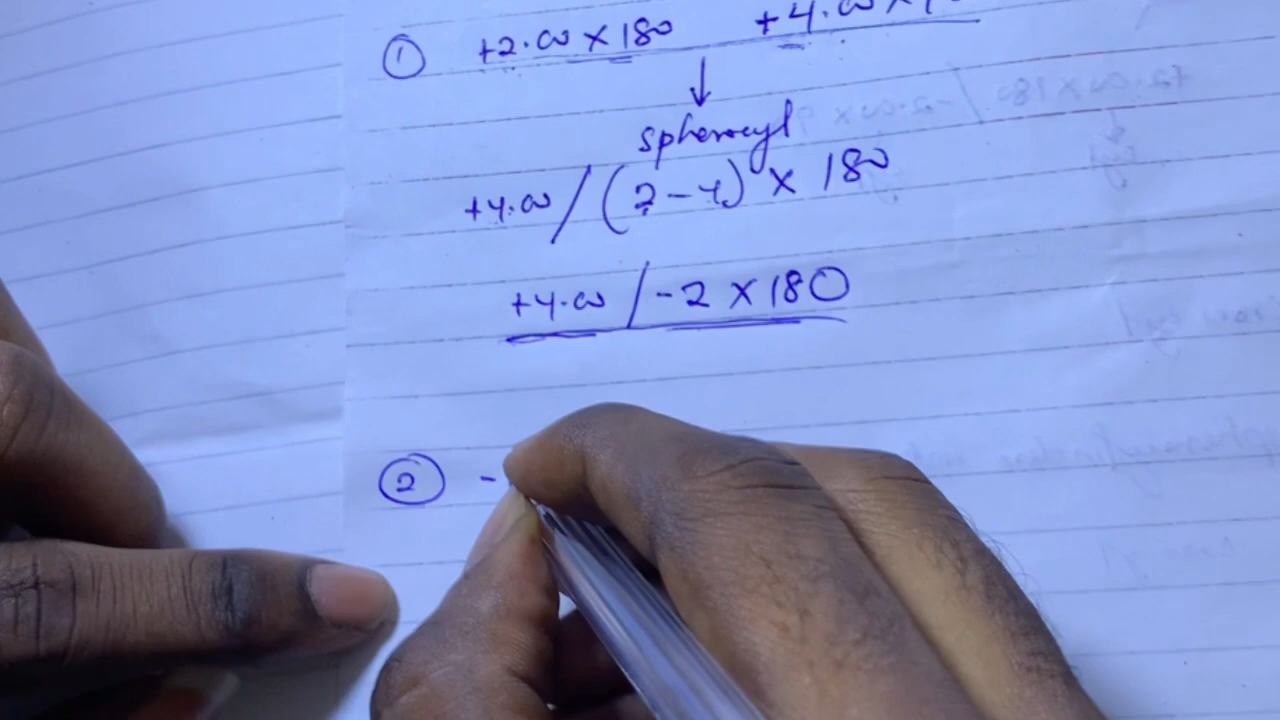 ① +2.00 x 180 +4.00 x
↓
spherocyl
+4.00 / (2 - 4) x 180
+4.00 / -2 x 180
② -